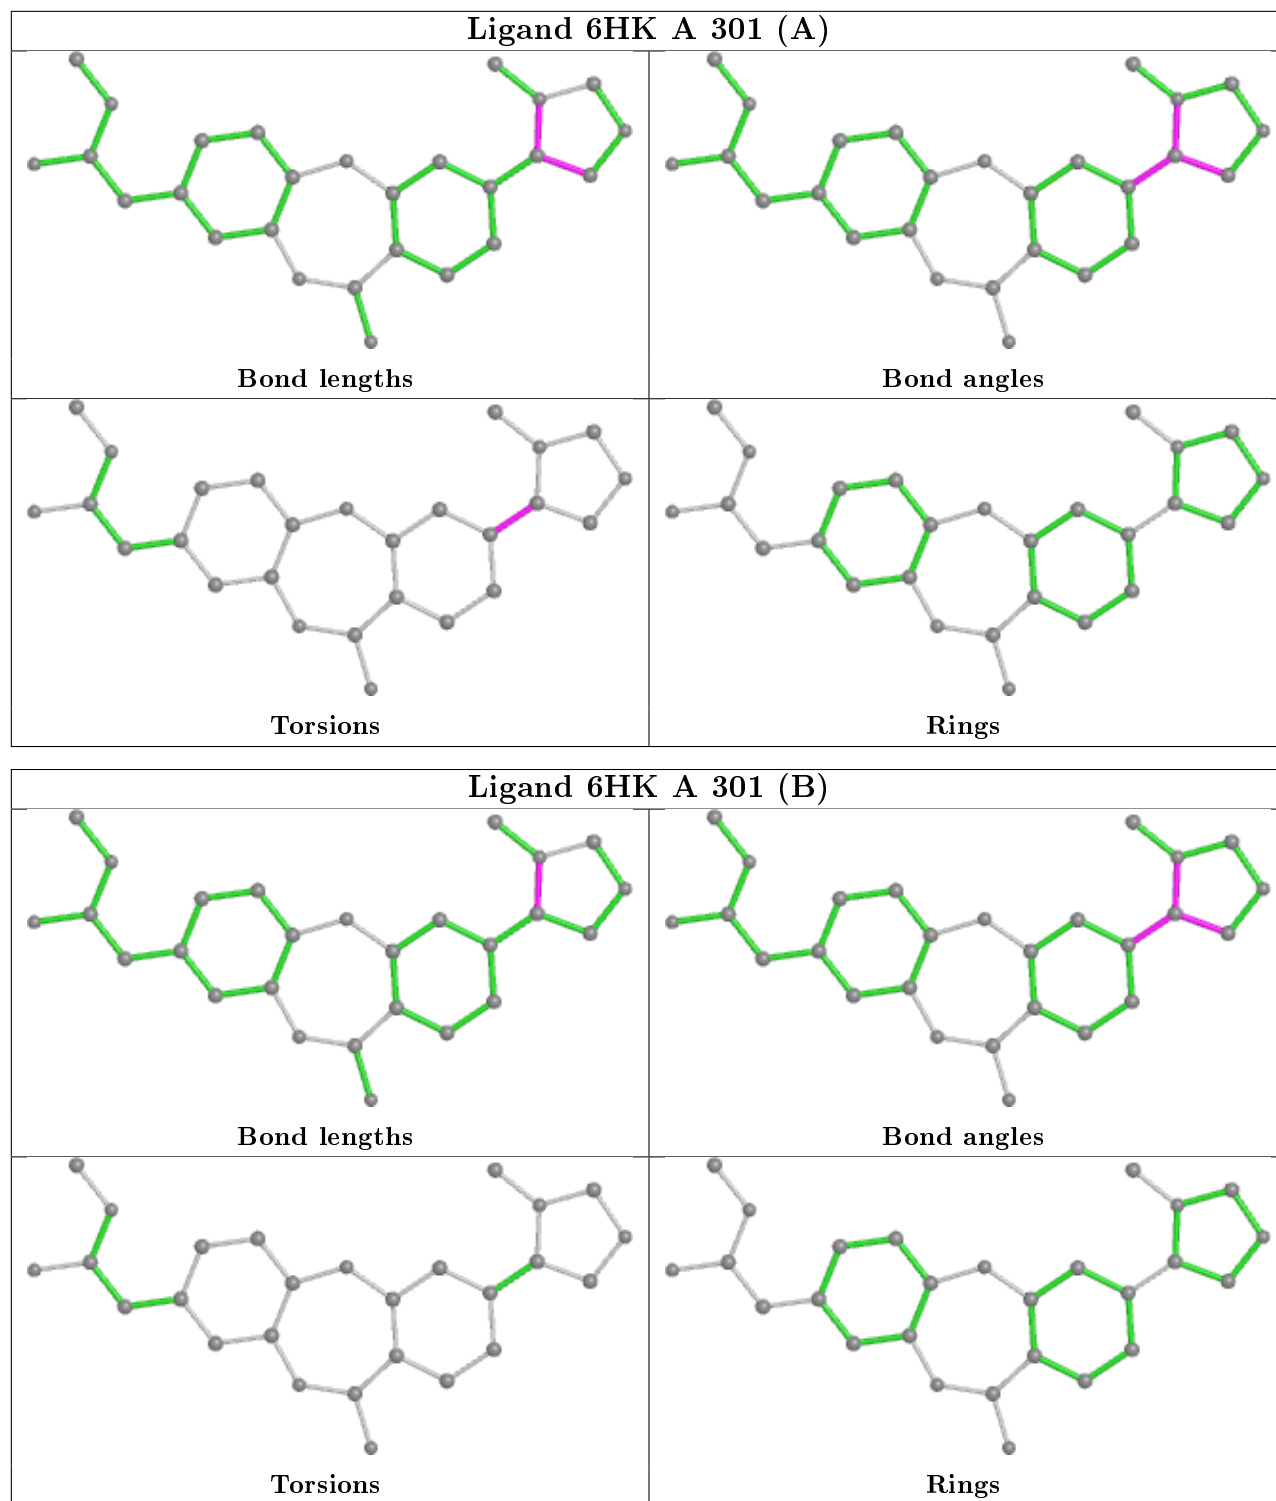 Ligand 6HK A 301 (A)
Bond lengths
Bond angles
Torsions
Rings
Ligand 6HK A 301 (B)
Bond lengths
Bond angles
Torsions
Rings